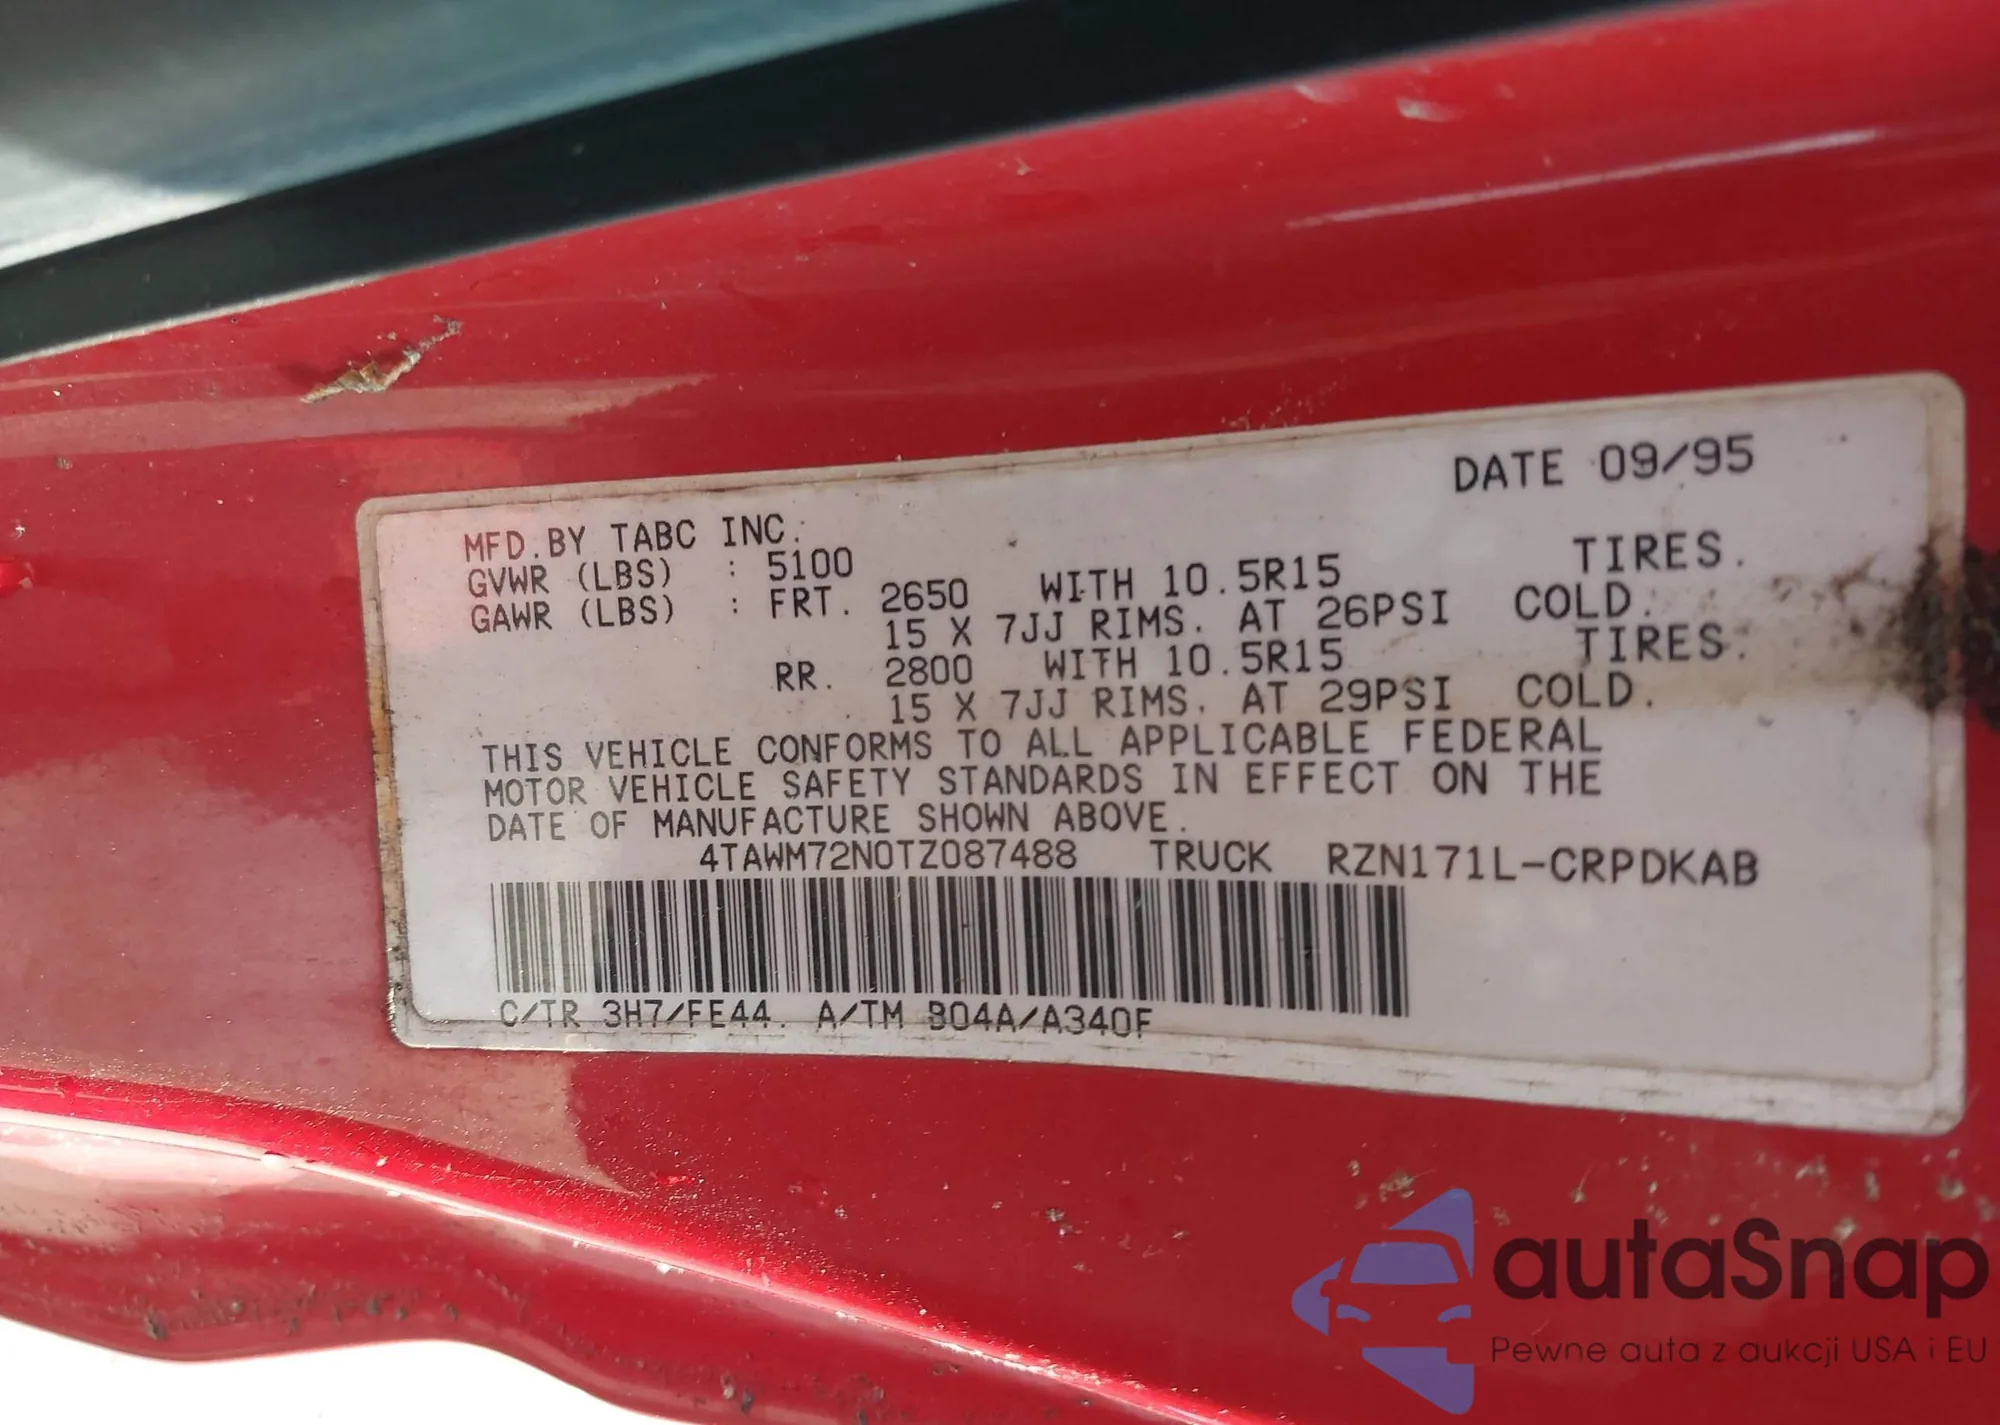 DATE 09/95
MFD.BY TABC INC.
GVWR (LBS) : 5100
GAWR (LBS) : FRT. 2650 WITH 10.5R15 TIRES.
15 X 7JJ RIMS. AT 26PSI COLD.
RR. 2800 WITH 10.5R15 TIRES.
15 X 7JJ RIMS. AT 29PSI COLD.
THIS VEHICLE CONFORMS TO ALL APPLICABLE FEDERAL
MOTOR VEHICLE SAFETY STANDARDS IN EFFECT ON THE
DATE OF MANUFACTURE SHOWN ABOVE.
4TAWM72N0TZ087488 TRUCK RZN171L-CRPDKAB
C/TR 3H7/FE44. A/TM B04A/A340F
autaSnap
Pewne auta z aukcji USA i EU